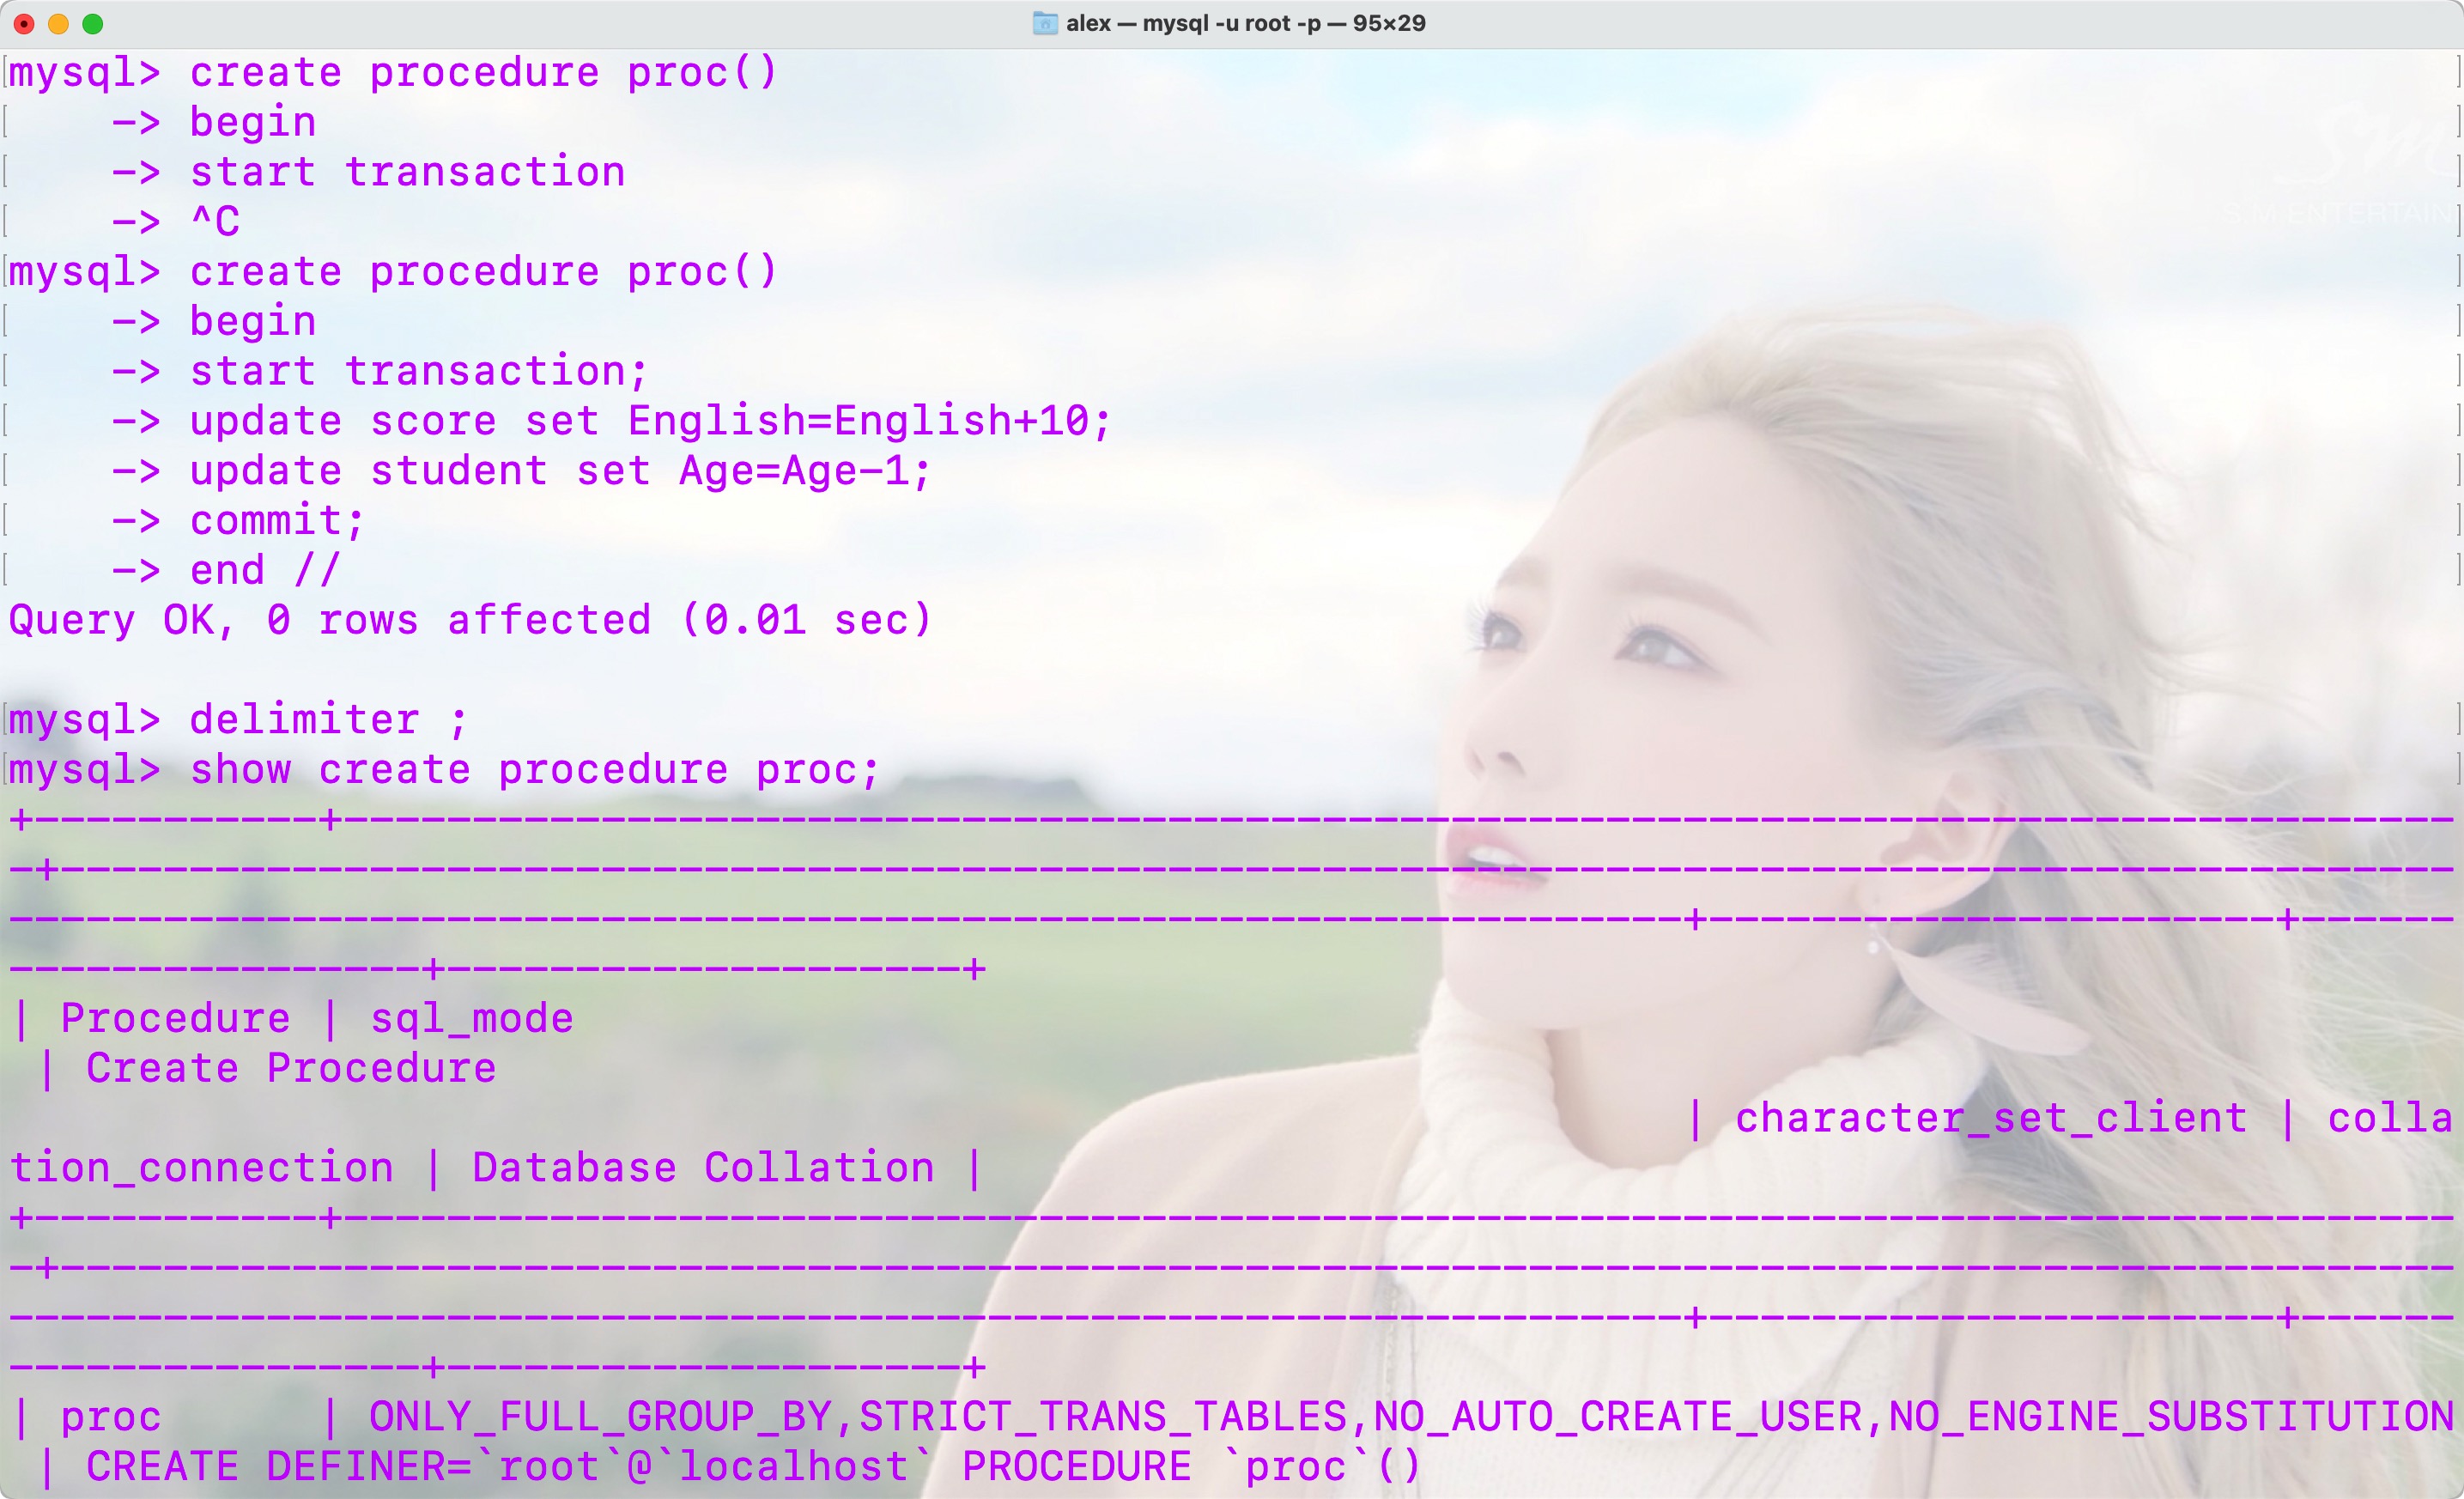 alex — mysql -u root -p — 95×29
mysql> create procedure proc()
    -> begin
    -> start transaction
    -> ^C
mysql> create procedure proc()
    -> begin
    -> start transaction;
    -> update score set English=English+10;
    -> update student set Age=Age-1;
    -> commit;
    -> end //
Query OK, 0 rows affected (0.01 sec)

mysql> delimiter ;
mysql> show create procedure proc;
+-----------+----------------------------------------------------------------------------------
-+---------------------------------------------------------------------------------------------
-----------------------------------------------------------------+----------------------+------
----------------+--------------------+
| Procedure | sql_mode
 | Create Procedure
                                                                 | character_set_client | colla
tion_connection | Database Collation |
+-----------+----------------------------------------------------------------------------------
-+---------------------------------------------------------------------------------------------
-----------------------------------------------------------------+----------------------+------
----------------+--------------------+
| proc      | ONLY_FULL_GROUP_BY,STRICT_TRANS_TABLES,NO_AUTO_CREATE_USER,NO_ENGINE_SUBSTITUTION
 | CREATE DEFINER=`root`@`localhost` PROCEDURE `proc`()
SM
S.M.ENTERTAIN